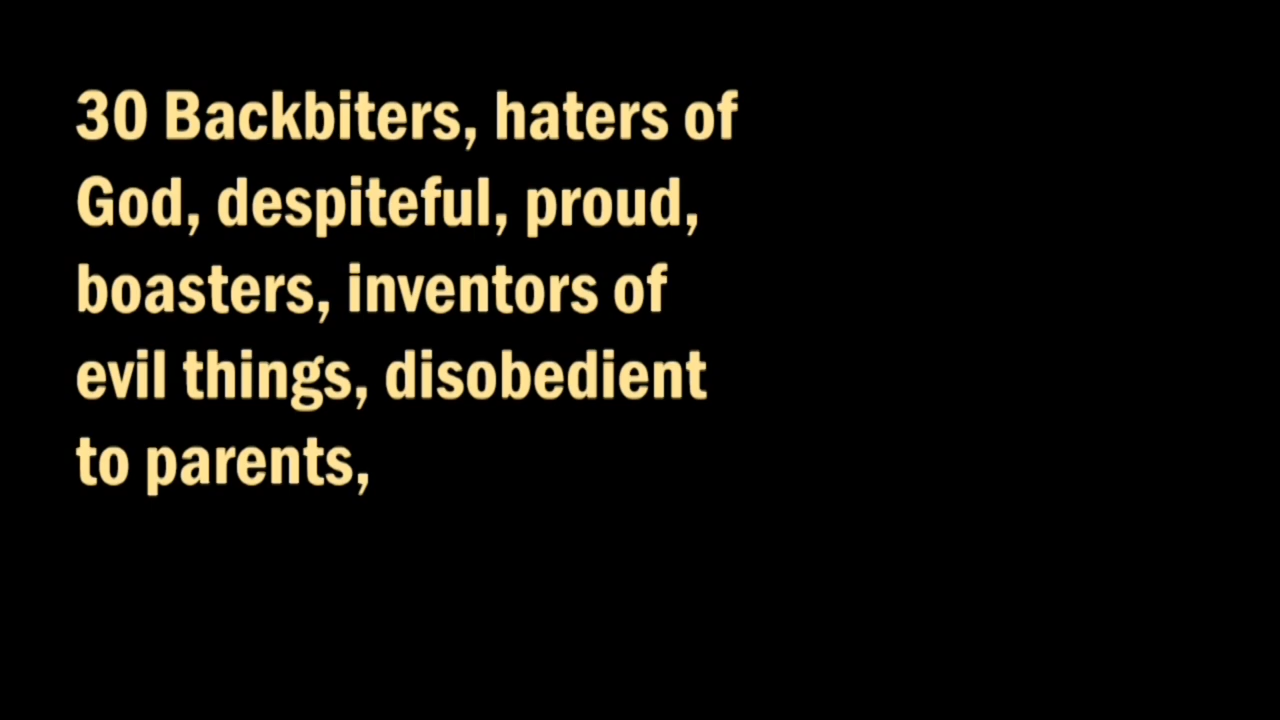 30 Backbiters, haters of
God, despiteful, proud,
boasters, inventors of
evil things, disobedient
to parents,